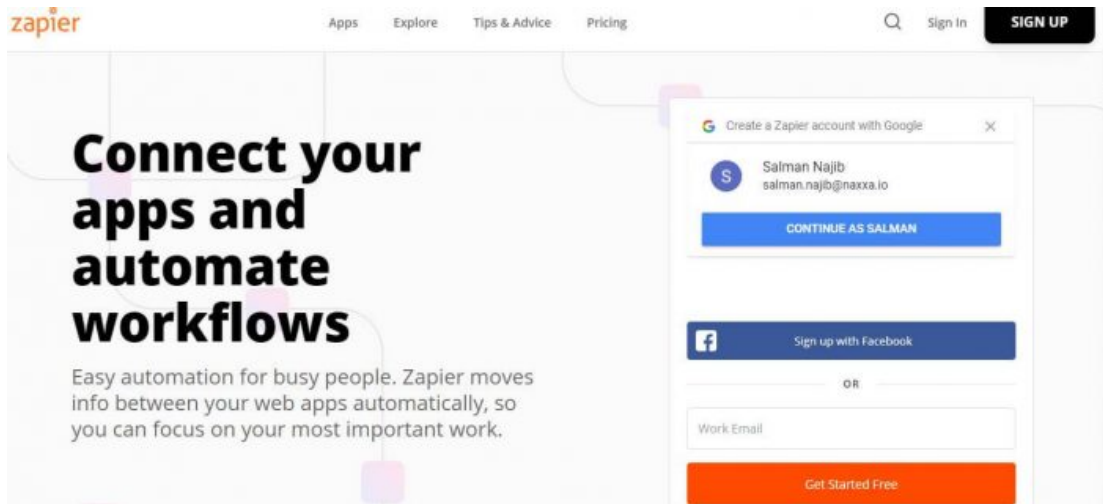 zapier
Apps Explore Tips & Advice Pricing
Sign In
SIGN UP
Connect your
apps and
automate
workflows
Easy automation for busy people. Zapier moves
info between your web apps automatically, so
you can focus on your most important work.
Create a Zapier account with Google
S
Salman Najib
salman.najib@naxxa.io
CONTINUE AS SALMAN
Sign up with Facebook
OR
Work Email
Get Started Free